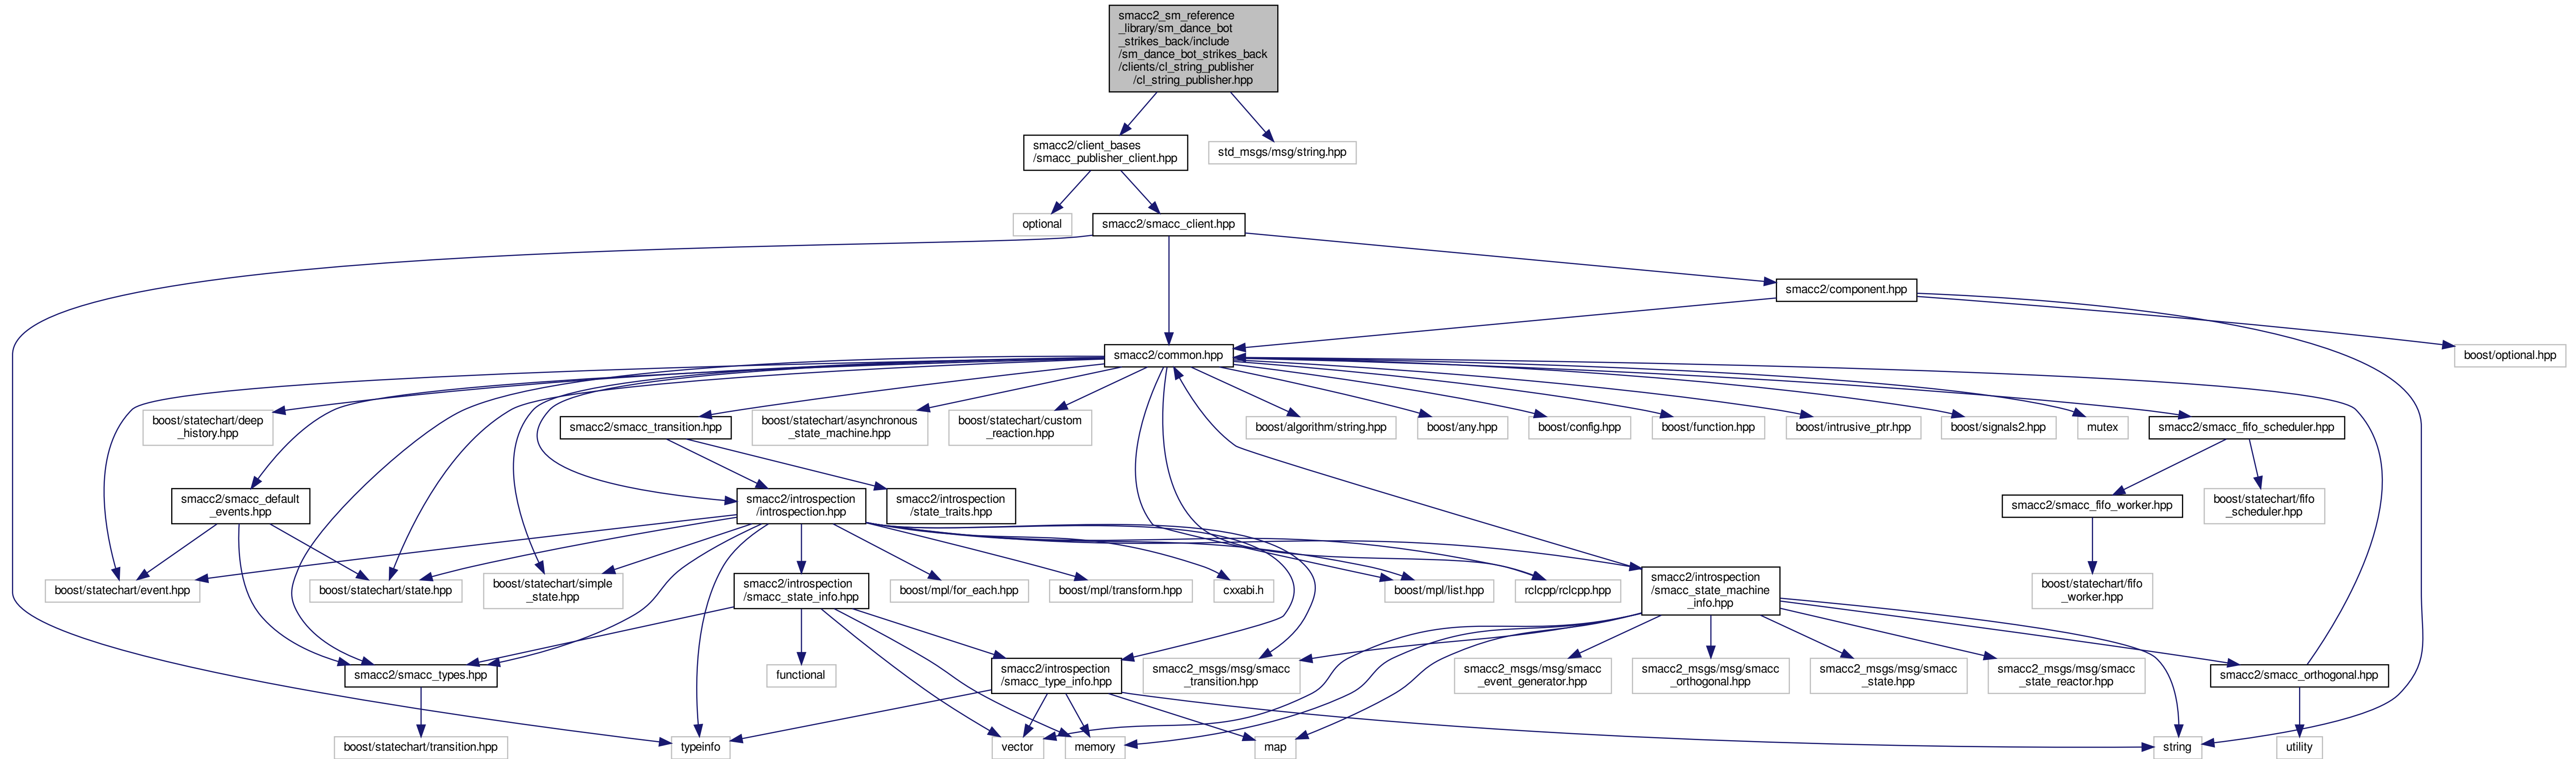 smacc2_sm_reference
_library/sm_dance_bot
_strikes_back/include
/sm_dance_bot_strikes_back
/clients/cl_string_publisher
/cl_string_publisher.hpp
smacc2/client_bases
/smacc_publisher_client.hpp
std_msgs/msg/string.hpp
optional
smacc2/smacc_client.hpp
smacc2/component.hpp
smacc2/common.hpp
boost/optional.hpp
boost/statechart/deep
_history.hpp
smacc2/smacc_transition.hpp
boost/statechart/asynchronous
_state_machine.hpp
boost/statechart/custom
_reaction.hpp
boost/algorithm/string.hpp
boost/any.hpp
boost/config.hpp
boost/function.hpp
boost/intrusive_ptr.hpp
boost/signals2.hpp
mutex
smacc2/smacc_fifo_scheduler.hpp
smacc2/smacc_default
_events.hpp
smacc2/introspection
/introspection.hpp
smacc2/introspection
/state_traits.hpp
smacc2/smacc_fifo_worker.hpp
boost/statechart/fifo
_scheduler.hpp
boost/statechart/event.hpp
boost/statechart/state.hpp
boost/statechart/simple
_state.hpp
smacc2/introspection
/smacc_state_info.hpp
boost/mpl/for_each.hpp
boost/mpl/transform.hpp
cxxabi.h
boost/mpl/list.hpp
rclcpp/rclcpp.hpp
smacc2/introspection
/smacc_state_machine
_info.hpp
boost/statechart/fifo
_worker.hpp
smacc2/smacc_types.hpp
functional
smacc2/introspection
/smacc_type_info.hpp
smacc2_msgs/msg/smacc
_transition.hpp
smacc2_msgs/msg/smacc
_event_generator.hpp
smacc2_msgs/msg/smacc
_orthogonal.hpp
smacc2_msgs/msg/smacc
_state.hpp
smacc2_msgs/msg/smacc
_state_reactor.hpp
smacc2/smacc_orthogonal.hpp
boost/statechart/transition.hpp
typeinfo
vector
memory
map
string
utility